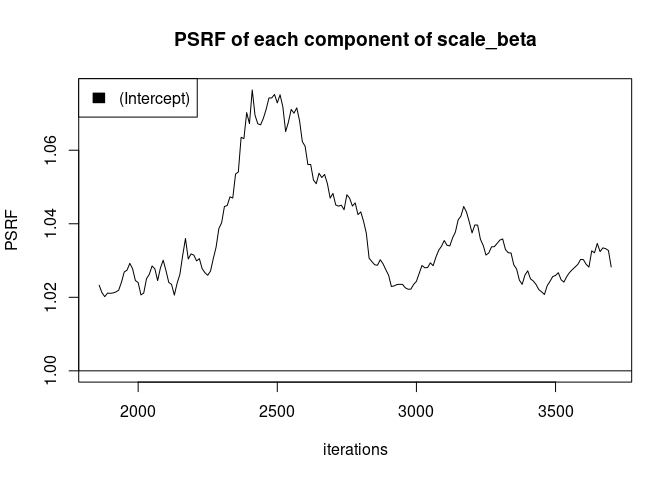 PSRF of each component of scale_beta
(Intercept)
PSRF
1.06
1.04
1.02
1.00
2000 2500 3000 3500
iterations